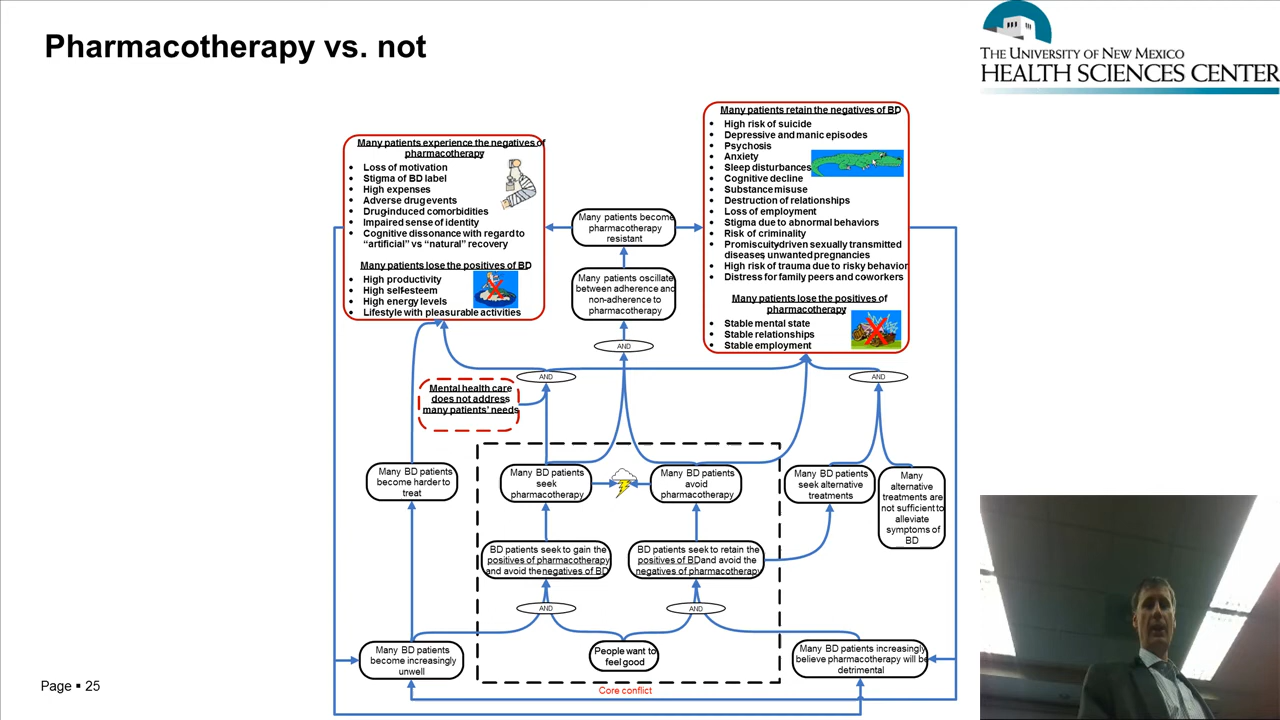 Pharmacotherapy vs. not
THE UNIVERSITY OF NEW MEXICO
HEALTH SCIENCES CENTER
Many patients experience the negatives of
pharmacotherapy
• Loss of motivation
• Stigma of BD label
• High expenses
• Adverse drug events
• Drug-induced comorbidities
• Impaired sense of identity
• Cognitive dissonance with regard to
“artificial” vs “natural” recovery
Many patients lose the positives of BD
• High productivity
• High self-esteem
• High energy levels
• Lifestyle with pleasurable activities
Many patients become
pharmacotherapy
resistant
Many patients oscillate
between adherence and
non-adherence to
pharmacotherapy
AND
Many patients retain the negatives of BD
• High risk of suicide
• Depressive and manic episodes
• Psychosis
• Anxiety
• Sleep disturbances
• Cognitive decline
• Substance misuse
• Destruction of relationships
• Loss of employment
• Stigma due to abnormal behaviors
• Risk of criminality
• Promiscuitydriven sexually transmitted
diseases, unwanted pregnancies
• High risk of trauma due to risky behavior
• Distress for family peers and coworkers
Many patients lose the positives of
pharmacotherapy
• Stable mental state
• Stable relationships
• Stable employment
AND
AND
Mental health care
does not address
many patients' needs
Many BD patients
become harder to
treat
Many BD patients
seek
pharmacotherapy
Many BD patients
avoid
pharmacotherapy
Many BD patients
seek alternative
treatments
Many
alternative
treatments are
not sufficient to
alleviate
symptoms of
BD
BD patients seek to gain the
positives of pharmacotherapy
and avoid the negatives of BD
BD patients seek to retain the
positives of BD and avoid the
negatives of pharmacotherapy
AND
AND
Many BD patients
become increasingly
unwell
People want to
feel good
Many BD patients increasingly
believe pharmacotherapy will be
detrimental
Core conflict
Page ▪ 25